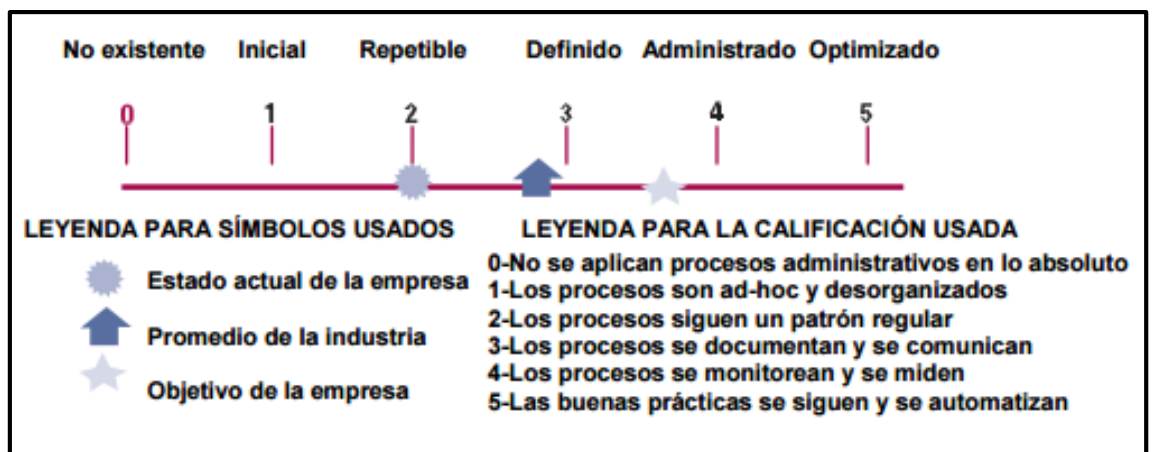 No existente Inicial Repetible Definido Administrado Optimizado
0 1 2 3 4 5
LEYENDA PARA SÍMBOLOS USADOS
Estado actual de la empresa
Promedio de la industria
Objetivo de la empresa
LEYENDA PARA LA CALIFICACIÓN USADA
0-No se aplican procesos administrativos en lo absoluto
1-Los procesos son ad-hoc y desorganizados
2-Los procesos siguen un patrón regular
3-Los procesos se documentan y se comunican
4-Los procesos se monitorean y se miden
5-Las buenas prácticas se siguen y se automatizan